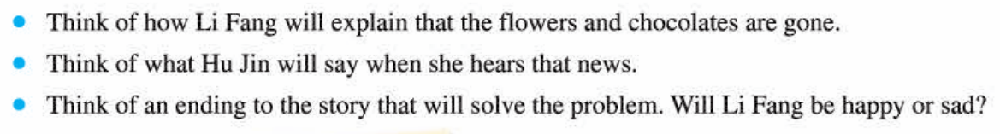 • Think of how Li Fang will explain that the flowers and chocolates are gone.
• Think of what Hu Jin will say when she hears that news.
• Think of an ending to the story that will solve the problem. Will Li Fang be happy or sad?